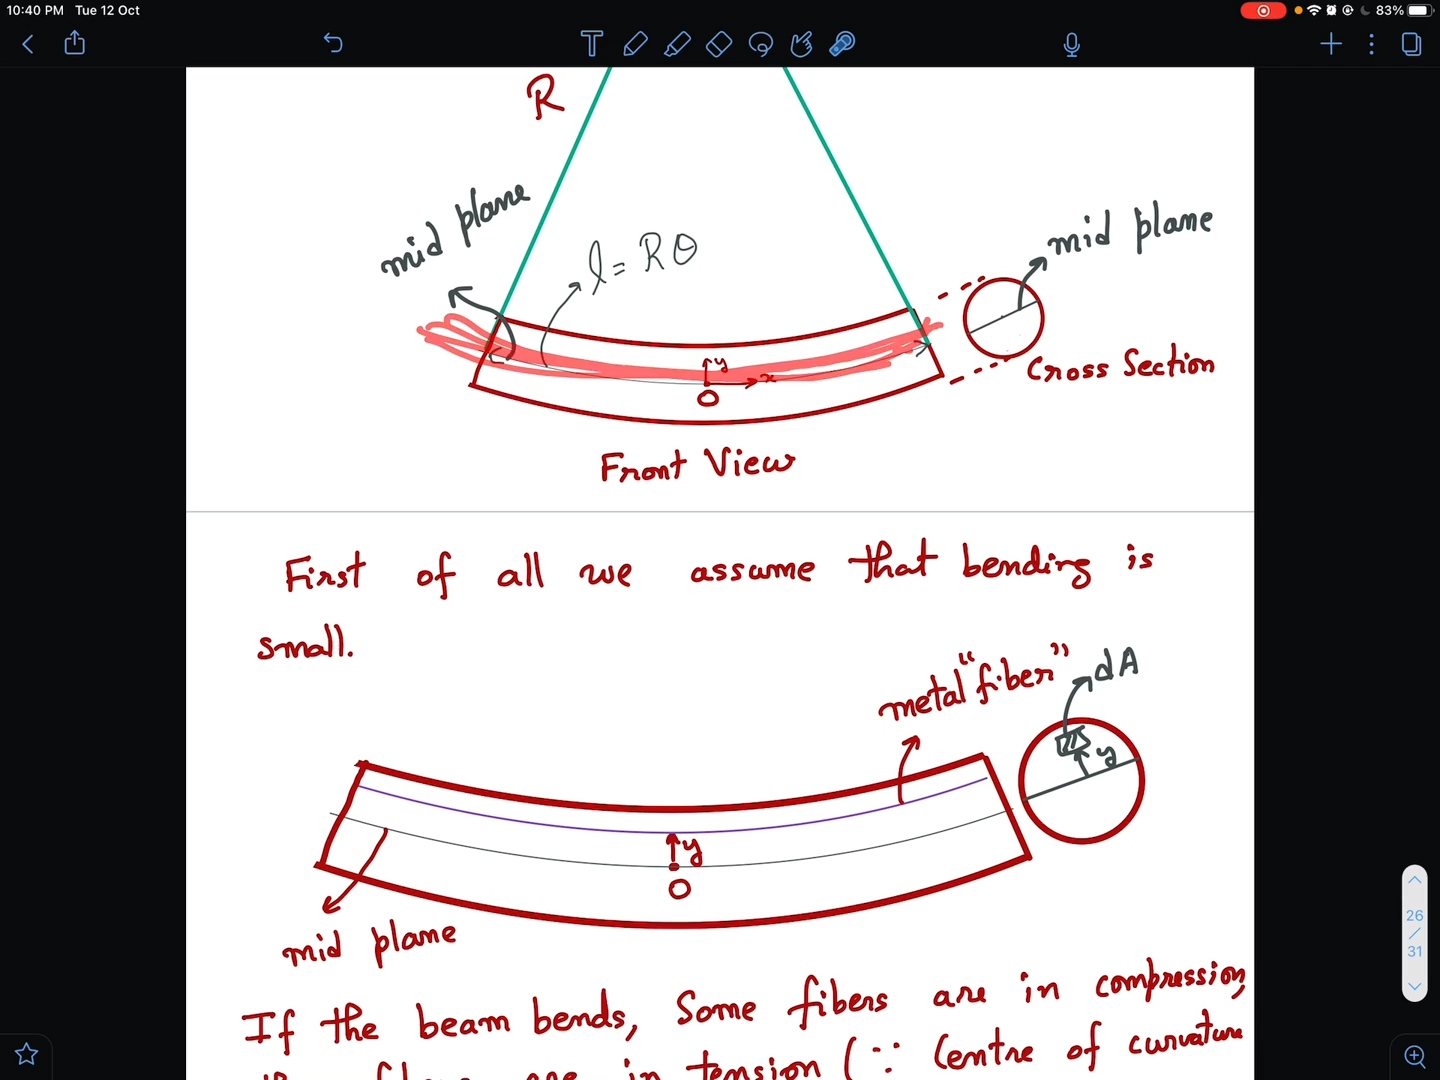 10:40 PM Tue 12 Oct
83%
R
mid plane
l = Rθ
mid plane
y
x
O
Cross Section
Front View
First of all we assume that bending is
small.
metal "fiber"
dA
y
y
O
mid plane
26
/
31
If the beam bends, Some fibers are in compression,
in tension (∵ Centre of curvature